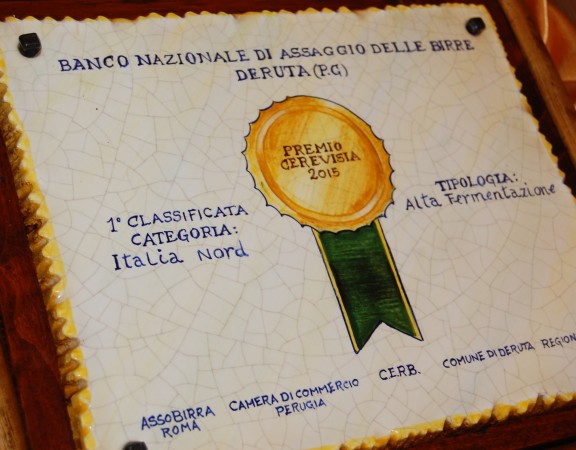 BANCO NAZIONALE DI ASSAGGIO DELLE BIRRE
DERUTA (P.G)
PREMIO
CEREVISIA
2015
1° CLASSIFICATA
CATEGORIA:
Italia Nord
TIPOLOGIA:
Alta Fermentazione
ASSOBIRRA
ROMA
CAMERA DI COMMERCIO
PERUGIA
C.E.R.B.
COMUNE DI DERUTA
REGION